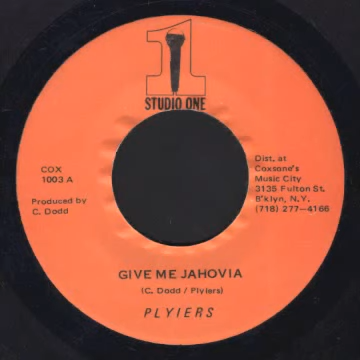 1
STUDIO ONE
COX
1003 A
Produced by
C. Dodd
Dist. at
Coxsone's
Music City
3135 Fulton St.
B'klyn, N.Y.
(718) 277-4166
GIVE ME JAHOVIA
(C. Dodd / Plyiers)
PLYIERS